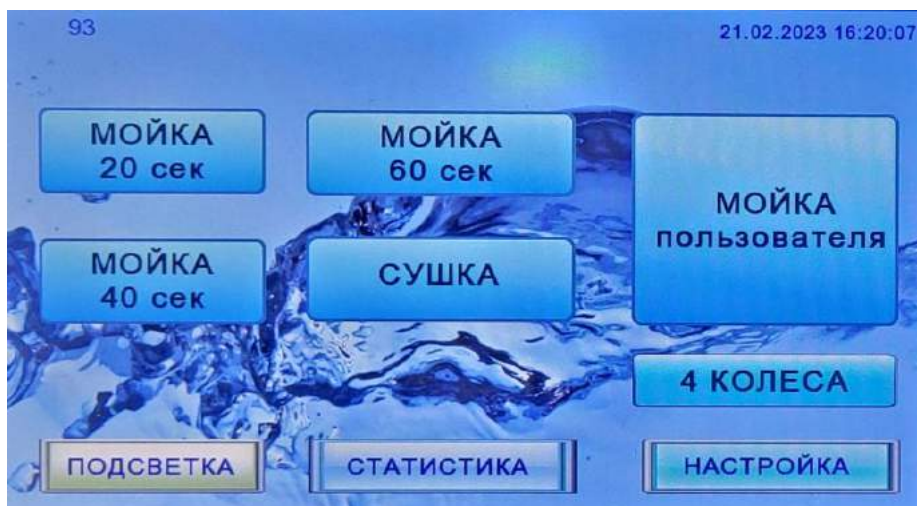 93
21.02.2023 16:20:07
МОЙКА
20 сек
МОЙКА
60 сек
МОЙКА
пользователя
МОЙКА
40 сек
СУШКА
4 КОЛЕСА
ПОДСВЕТКА
СТАТИСТИКА
НАСТРОЙКА